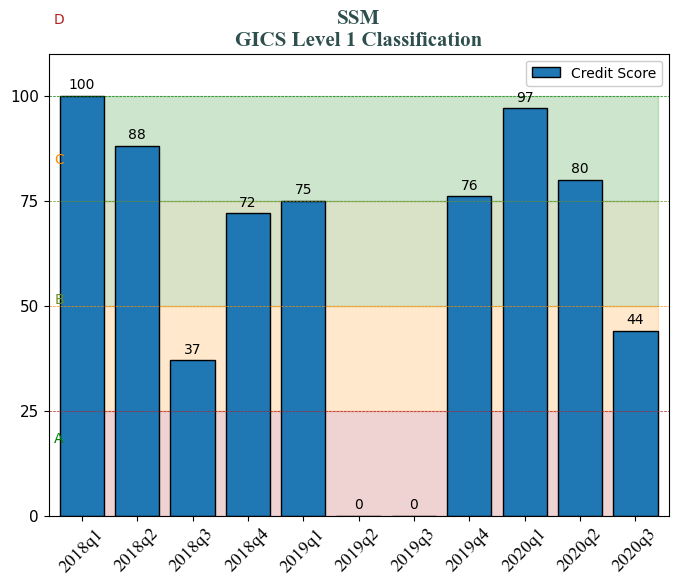 D
SSM
GICS Level 1 Classification
Credit Score
100
100
88
37
72
75
0
0
76
97
80
44
C
75
B
50
25
A
0
2018q1
2018q2
2018q3
2018q4
2019q1
2019q2
2019q3
2019q4
2020q1
2020q2
2020q3